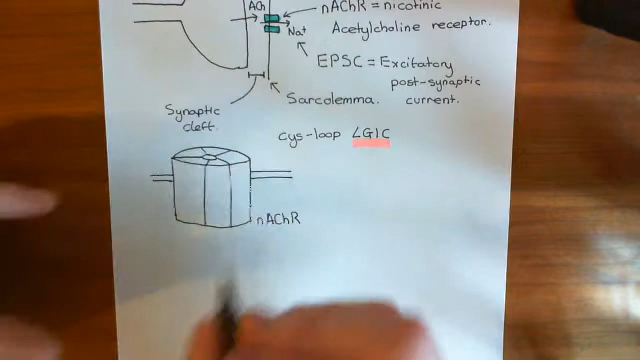 ACh
nAChR = nicotinic
Acetylcholine receptor.
Na+
EPSC = Excitatory
post-synaptic
current.
Sarcolemma.
Synaptic
cleft.
cys-loop LGIC
nAChR